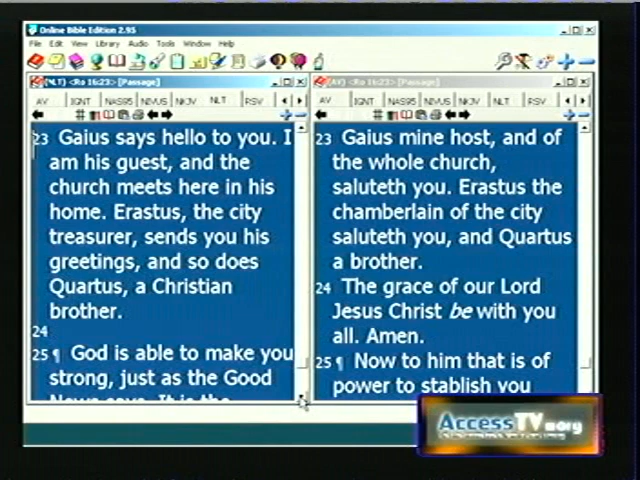 Online Bible Edition 2.95
File Edit View Library Audio Tools Window Help
(NLT) <Ro 16:23> [Passage]
AV IGNT NAS95 NIVUS NKJV NLT RSV
23 Gaius says hello to you. I
am his guest, and the
church meets here in his
home. Erastus, the city
treasurer, sends you his
greetings, and so does
Quartus, a Christian
brother.
24
25 ¶ God is able to make you
strong, just as the Good
News says. It is the
(AV) <Ro 16:23> [Passage]
AV IGNT NAS95 NIVUS NKJV NLT RSV
23 Gaius mine host, and of
the whole church,
saluteth you. Erastus the
chamberlain of the city
saluteth you, and Quartus
a brother.
24 The grace of our Lord
Jesus Christ be with you
all. Amen.
25 ¶ Now to him that is of
power to stablish you
AccessTV.org